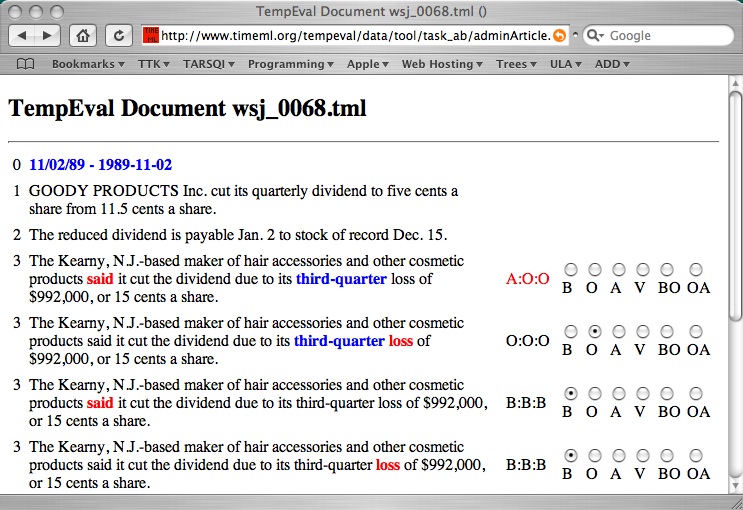 TempEval Document wsj_0068.tml ()
TIME ML http://www.timeml.org/tempeval/data/tool/task_ab/adminArticle. Google
Bookmarks TTK TARSQI Programming Apple Web Hosting Trees ULA ADD
TempEval Document wsj_0068.tml
0 11/02/89 - 1989-11-02
1 GOODY PRODUCTS Inc. cut its quarterly dividend to five cents a
share from 11.5 cents a share.
2 The reduced dividend is payable Jan. 2 to stock of record Dec. 15.
3 The Kearny, N.J.-based maker of hair accessories and other cosmetic
products said it cut the dividend due to its third-quarter loss of
$992,000, or 15 cents a share.
A:O:O
B O A V BO OA
3 The Kearny, N.J.-based maker of hair accessories and other cosmetic
products said it cut the dividend due to its third-quarter loss of
$992,000, or 15 cents a share.
O:O:O
B O A V BO OA
3 The Kearny, N.J.-based maker of hair accessories and other cosmetic
products said it cut the dividend due to its third-quarter loss of $992,000,
or 15 cents a share.
B:B:B
B O A V BO OA
3 The Kearny, N.J.-based maker of hair accessories and other cosmetic
products said it cut the dividend due to its third-quarter loss of $992,000,
or 15 cents a share.
B:B:B
B O A V BO OA